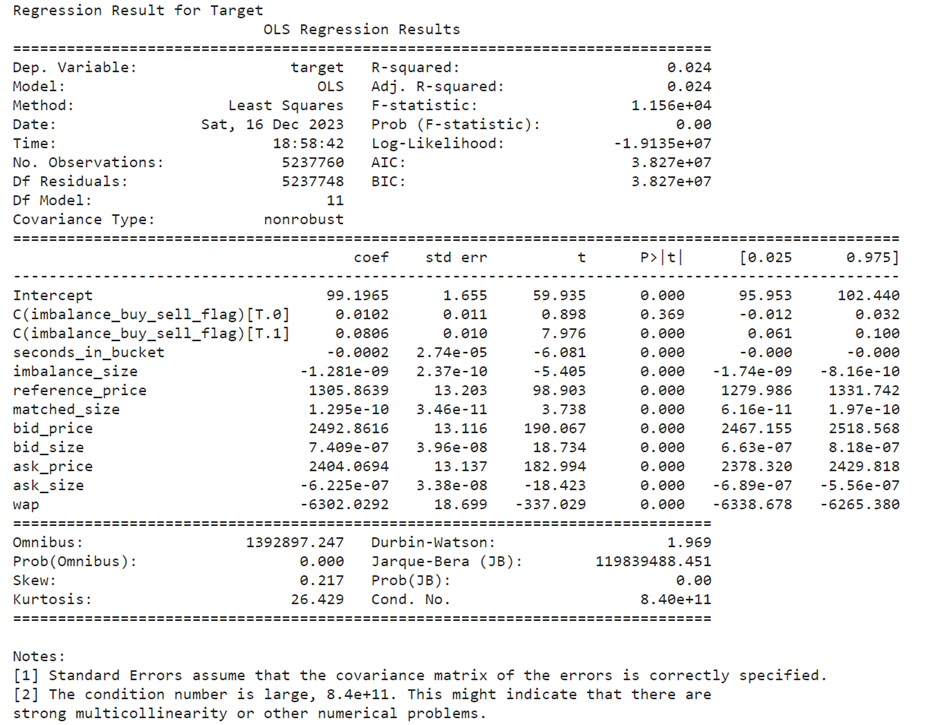 Regression Result for Target
                            OLS Regression Results
==============================================================================
Dep. Variable:                 target   R-squared:                       0.024
Model:                            OLS   Adj. R-squared:                  0.024
Method:                 Least Squares   F-statistic:                 1.156e+04
Date:                Sat, 16 Dec 2023   Prob (F-statistic):               0.00
Time:                        18:58:42   Log-Likelihood:            -1.9135e+07
No. Observations:             5237760   AIC:                         3.827e+07
Df Residuals:                 5237748   BIC:                         3.827e+07
Df Model:                          11
Covariance Type:            nonrobust
===================================================================================================
                                      coef    std err          t      P>|t|      [0.025      0.975]
---------------------------------------------------------------------------------------------------
Intercept                          99.1965      1.655     59.935      0.000      95.953     102.440
C(imbalance_buy_sell_flag)[T.0]     0.0102      0.011      0.898      0.369      -0.012       0.032
C(imbalance_buy_sell_flag)[T.1]     0.0806      0.010      7.976      0.000       0.061       0.100
seconds_in_bucket                  -0.0002   2.74e-05     -6.081      0.000      -0.000      -0.000
imbalance_size                  -1.281e-09   2.37e-10     -5.405      0.000   -1.74e-09   -8.16e-10
reference_price                  1305.8639     13.203     98.903      0.000    1279.986    1331.742
matched_size                     1.295e-10   3.46e-11      3.738      0.000    6.16e-11    1.97e-10
bid_price                        2492.8616     13.116    190.067      0.000    2467.155    2518.568
bid_size                         7.409e-07   3.96e-08     18.734      0.000    6.63e-07    8.18e-07
ask_price                        2404.0694     13.137    182.994      0.000    2378.320    2429.818
ask_size                        -6.225e-07   3.38e-08    -18.423      0.000   -6.89e-07   -5.56e-07
wap                             -6302.0292     18.699   -337.029      0.000   -6338.678   -6265.380
==============================================================================
Omnibus:                  1392897.247   Durbin-Watson:                   1.969
Prob(Omnibus):                  0.000   Jarque-Bera (JB):        119839488.451
Skew:                           0.217   Prob(JB):                         0.00
Kurtosis:                      26.429   Cond. No.                     8.40e+11
==============================================================================
Notes:
[1] Standard Errors assume that the covariance matrix of the errors is correctly specified.
[2] The condition number is large, 8.4e+11. This might indicate that there are
strong multicollinearity or other numerical problems.